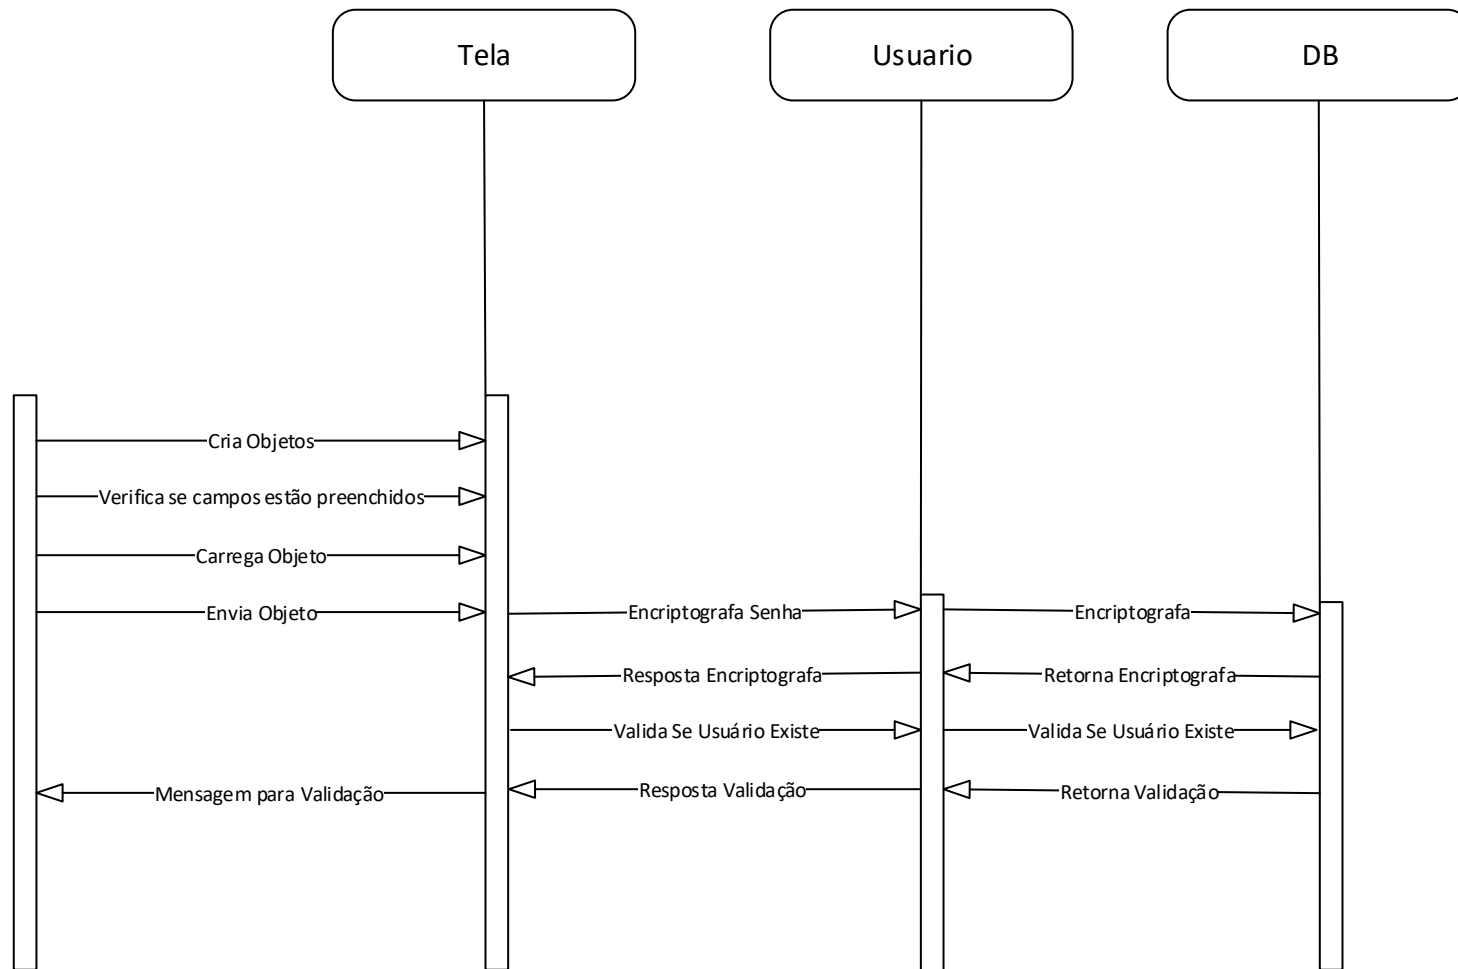 Tela
Usuario
DB
Cria Objetos
Verifica se campos estão preenchidos
Carrega Objeto
Envia Objeto
Encriptografa Senha
Encriptografa
Resposta Encriptografa
Retorna Encriptografa
Valida Se Usuário Existe
Valida Se Usuário Existe
Mensagem para Validação
Resposta Validação
Retorna Validação